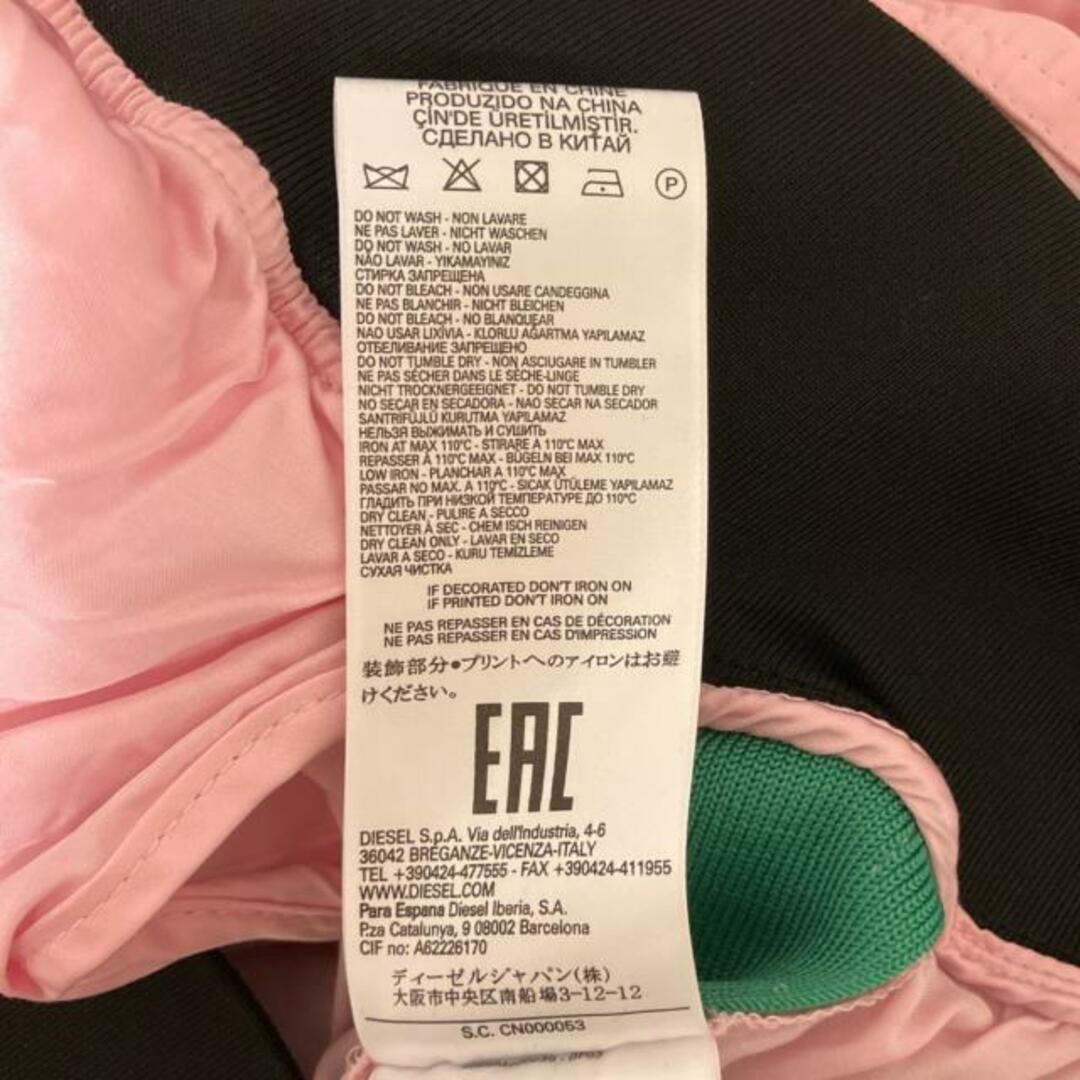 FABRIQUÉ EN CHINE
PRODUZIDO NA CHINA
ÇİN'DE ÜRETİLMİŞTİR.
СДЕЛАНО В КИТАЙ
P
DO NOT WASH - NON LAVARE
NE PAS LAVER - NICHT WASCHEN
DO NOT WASH - NO LAVAR
NÃO LAVAR - YIKAMAYINIZ
СТИРКА ЗАПРЕЩЕНА
DO NOT BLEACH - NON USARE CANDEGGINA
NE PAS BLANCHIR - NICHT BLEICHEN
DO NOT BLEACH - NO BLANQUEAR
NAO USAR LIXÍVIA - KLORLU AĞARTMA YAPILAMAZ
ОТБЕЛИВАНИЕ ЗАПРЕЩЕНО
DO NOT TUMBLE DRY - NON ASCIUGARE IN TUMBLER
NE PAS SÉCHER DANS LE SÈCHE-LINGE
NICHT TROCKNERGEEIGNET - DO NOT TUMBLE DRY
NO SECAR EN SECADORA - NAO SECAR NA SECADOR
SANTRİFÜJLÜ KURUTMA YAPILAMAZ
НЕЛЬЗЯ ВЫЖИМАТЬ И СУШИТЬ
IRON AT MAX 110°C - STIRARE A 110°C MAX
REPASSER À 110°C MAX - BÜGELN BEI MAX 110°C
LOW IRON - PLANCHAR A 110°C MAX
PASSAR NO MAX. A 110°C - SICAK ÜTÜLEME YAPILAMAZ
ГЛАДИТЬ ПРИ НИЗКОЙ ТЕМПЕРАТУРЕ ДО 110°C
DRY CLEAN - PULIRE A SECCO
NETTOYER À SEC - CHEM ISCH REINIGEN
DRY CLEAN ONLY - LAVAR EN SECO
LAVAR A SECO - KURU TEMİZLEME
СУХАЯ ЧИСТКА
IF DECORATED DON'T IRON ON
IF PRINTED DON'T IRON ON
NE PAS REPASSER EN CAS DE DÉCORATION
NE PAS REPASSER EN CAS D'IMPRESSION
装飾部分●プリントへのアイロンはお避
けください。
EAC
DIESEL S.p.A. Via dell'Industria, 4-6
36042 BREGANZE-VICENZA-ITALY
TEL +390424-477555 - FAX +390424-411955
WWW.DIESEL.COM
Para Espana Diesel Iberia, S.A.
P.za Catalunya, 9 08002 Barcelona
CIF no: A62226170
ディーゼルジャパン(株)
大阪市中央区南船場3-12-12
S.C. CN000053